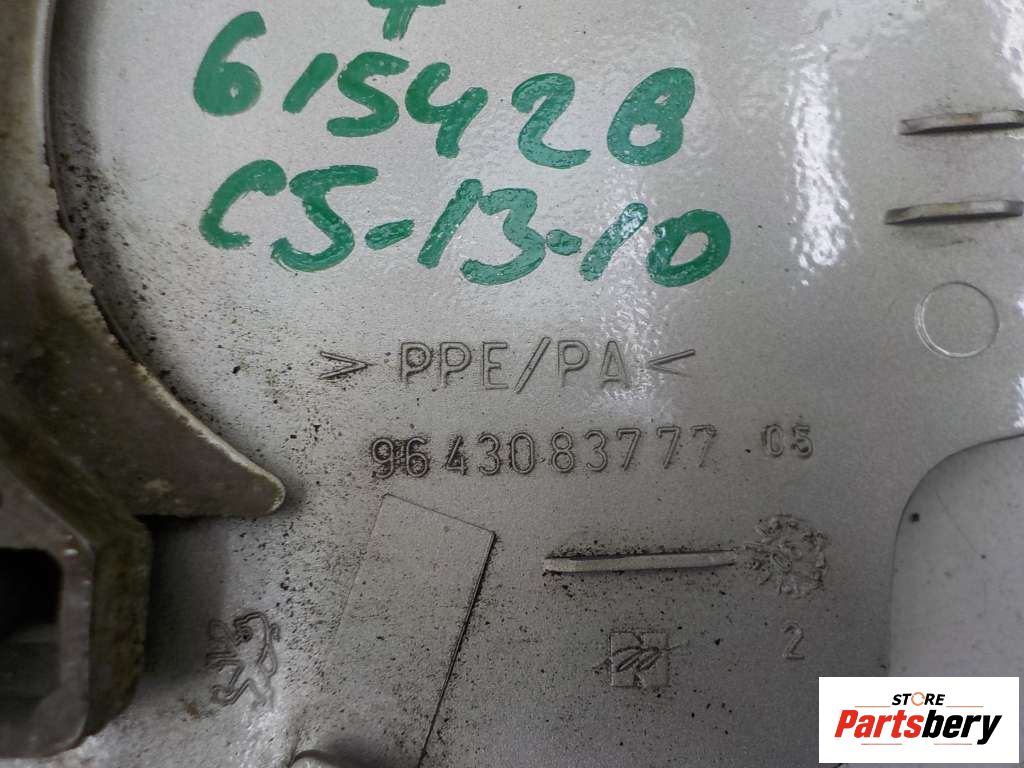 615428
C5-13-10
> PPE/PA <
9643083777 05
2
STORE
Partsbery